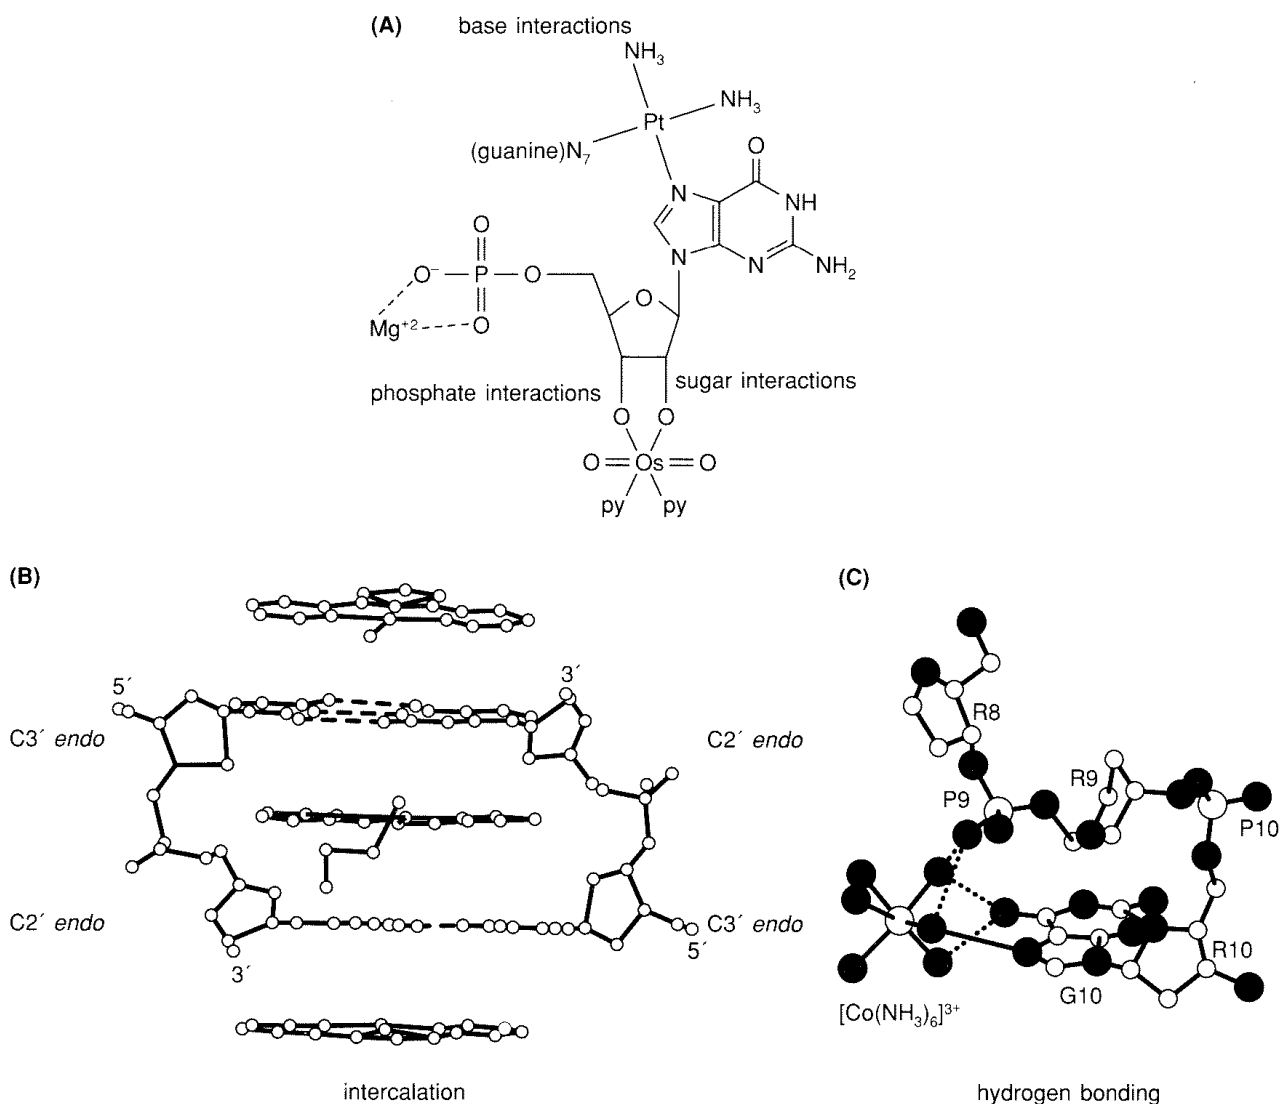 (A)
base interactions
NH3
NH3
Pt
(guanine)N7
O
N
NH
O
N
N
NH2
O⁻
P
O
O
Mg⁺²
O
phosphate interactions
sugar interactions
O
O
O
Os
O
py
py
(B)
(C)
5´
3´
R8
C3´ endo
C2´ endo
R9
P9
P10
C2´ endo
C3´ endo
3´
5´
R10
G10
[Co(NH3)6]³⁺
intercalation
hydrogen bonding